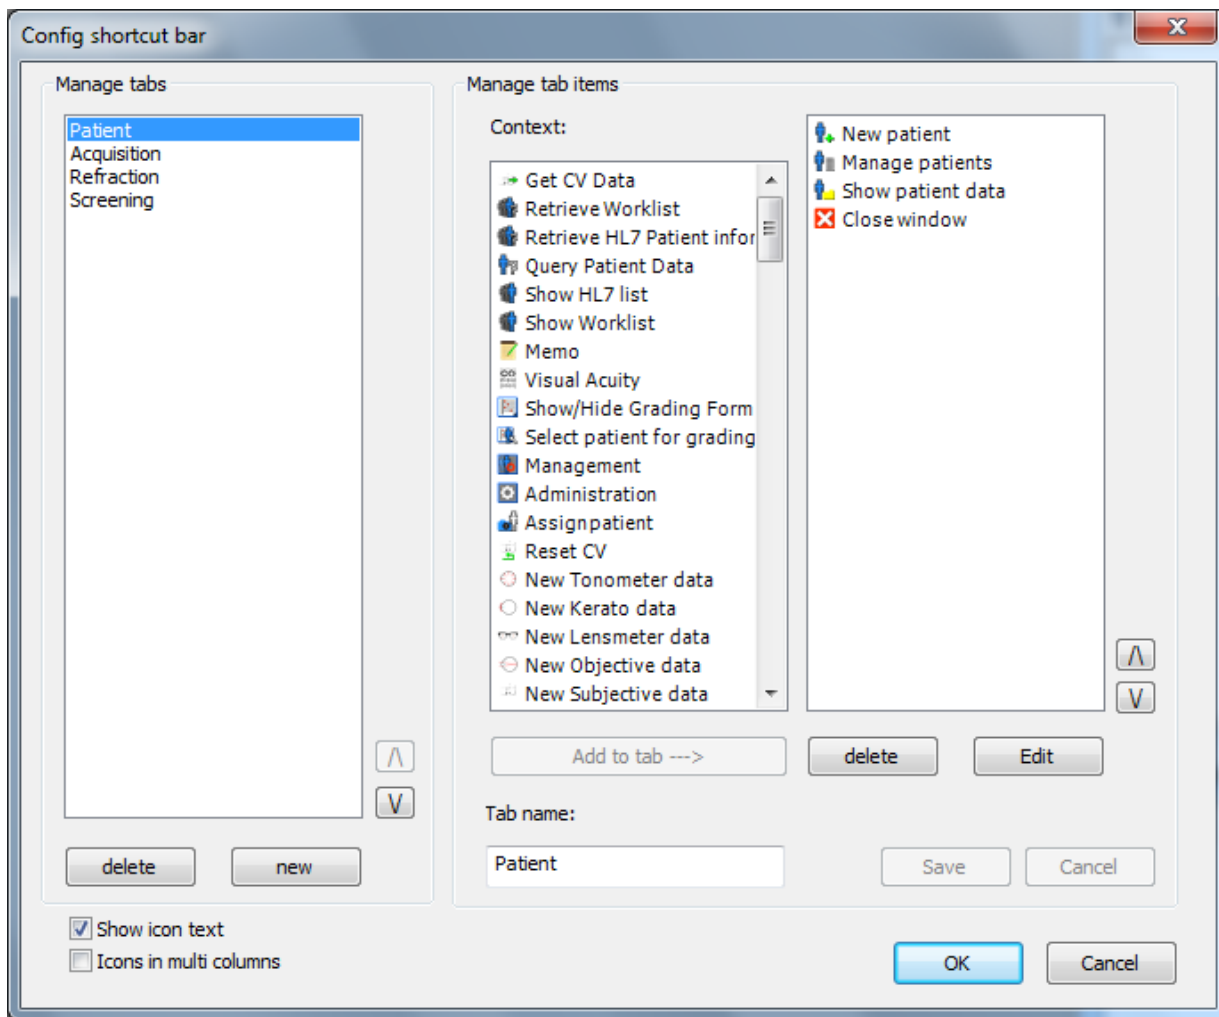 Config shortcut bar
Manage tabs
Patient
Acquisition
Refraction
Screening
/\
\/
delete
new
Show icon text
Icons in multi columns
Manage tab items
Context:
Get CV Data
Retrieve Worklist
Retrieve HL7 Patient infor
Query Patient Data
Show HL7 list
Show Worklist
Memo
Visual Acuity
Show/Hide Grading Form
Select patient for grading
Management
Administration
Assign patient
Reset CV
New Tonometer data
New Kerato data
New Lensmeter data
New Objective data
New Subjective data
New patient
Manage patients
Show patient data
Close window
/\
\/
Add to tab --->
delete
Edit
Tab name:
Patient
Save
Cancel
OK
Cancel